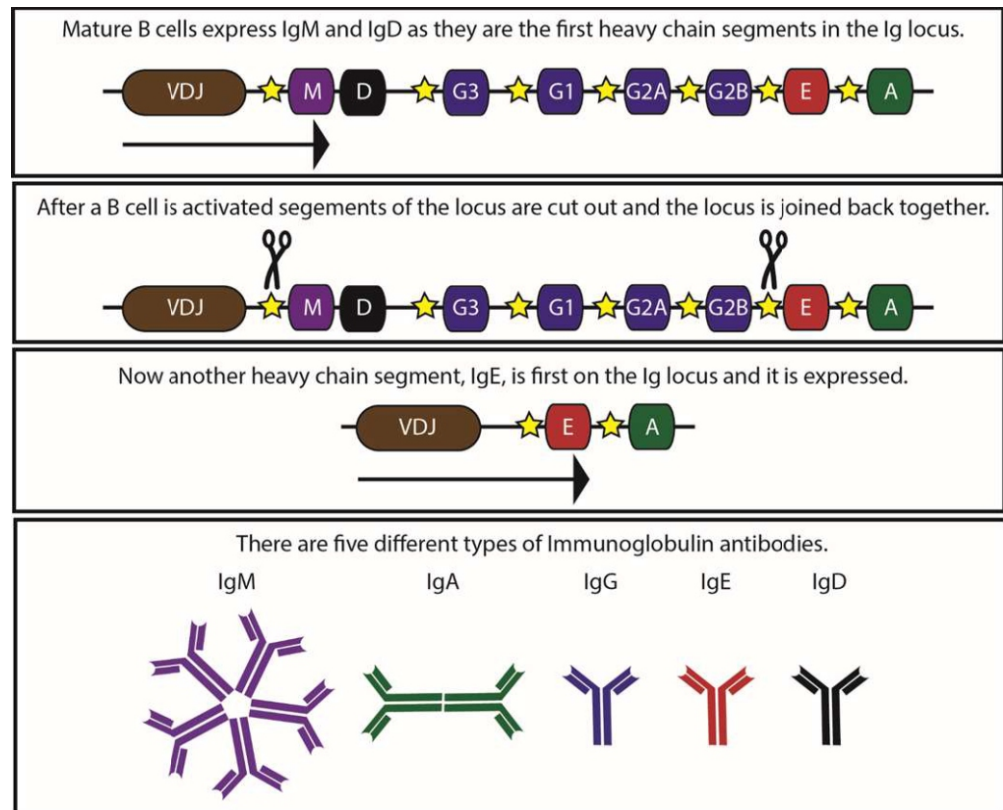 Mature B cells express IgM and IgD as they are the first heavy chain segments in the Ig locus.
VDJ M D G3 G1 G2A G2B E A
After a B cell is activated segements of the locus are cut out and the locus is joined back together.
VDJ M D G3 G1 G2A G2B E A
Now another heavy chain segment, IgE, is first on the Ig locus and it is expressed.
VDJ E A
There are five different types of Immunoglobulin antibodies.
IgM IgA IgG IgE IgD